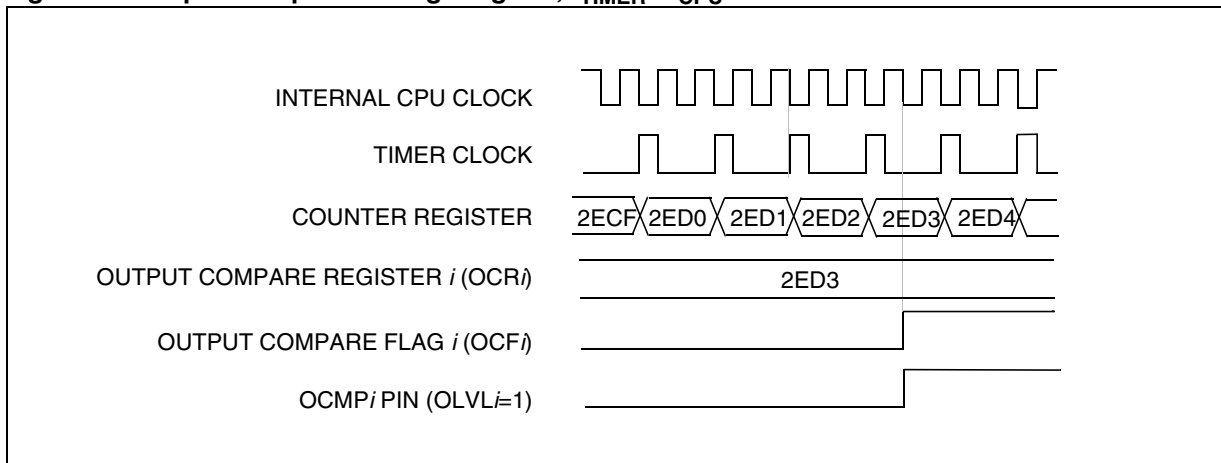 INTERNAL CPU CLOCK
TIMER CLOCK
COUNTER REGISTER 2ECF 2ED0 2ED1 2ED2 2ED3 2ED4
OUTPUT COMPARE REGISTER i (OCRi) 2ED3
OUTPUT COMPARE FLAG i (OCFi)
OCMPi PIN (OLVLi=1)